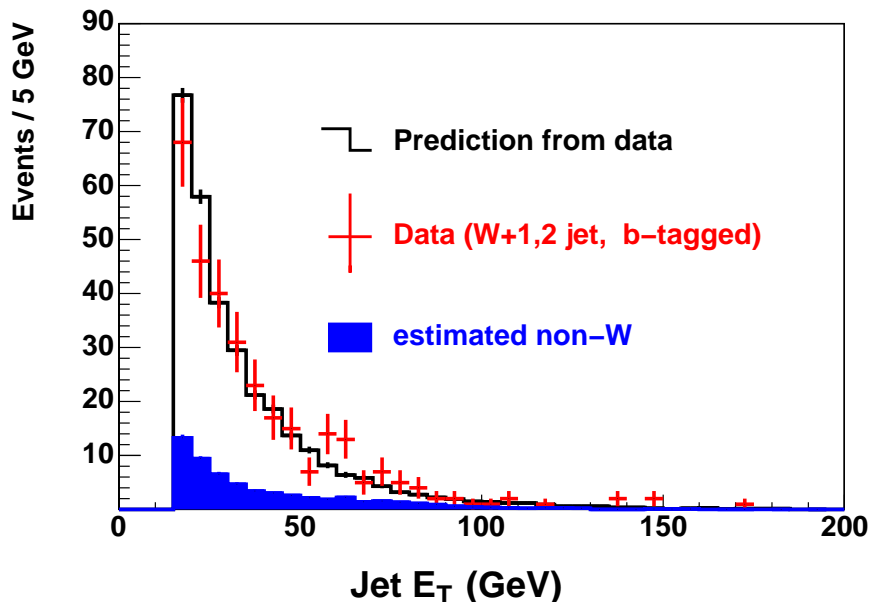 Events / 5 GeV
90
80
70
60
50
40
30
20
10
Prediction from data
Data (W+1,2 jet, b−tagged)
estimated non−W
0 50 100 150 200
Jet E_T (GeV)